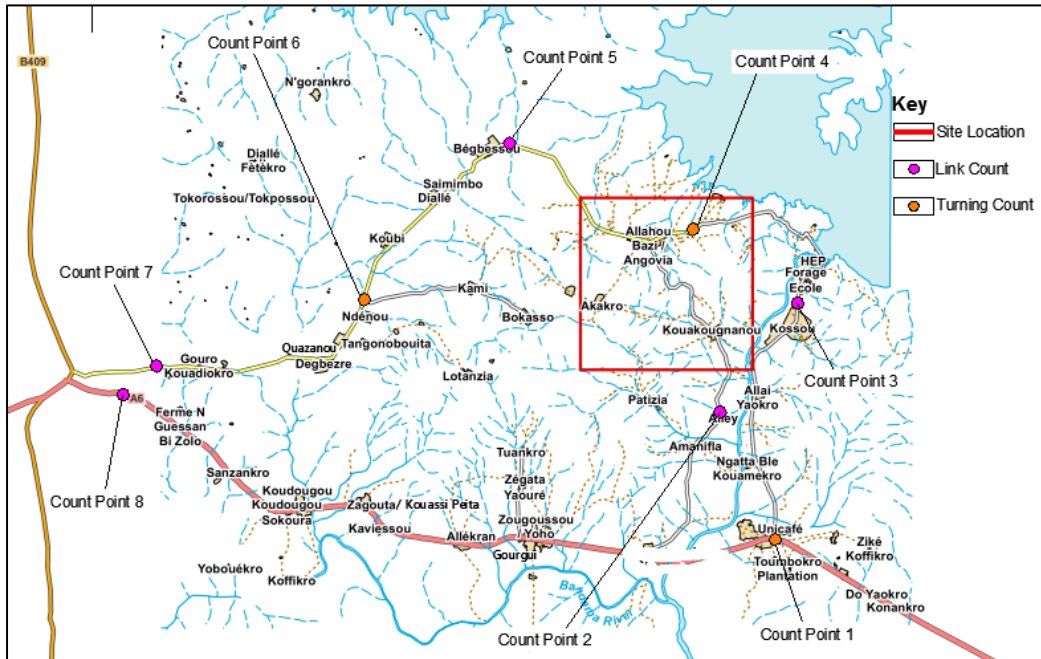 Count Point 6
Count Point 5
Count Point 4
B409
N'gorankro
Key
Site Location
Link Count
Turning Count
Bégbessou
Diallé
Fêtêkro
Saimimbo
Diallé
Tokorossou/Tokpossou
Koubi
Allahou
Bazi
Angovia
HEP
Forage
Ecole
Count Point 7
Kami
Akakro
Ndénou
Bokasso
Kouakougnanou
Kossou
Tangonobouita
Quazanou
Degbezre
Gouro
Kouadiokro
Lotanzia
Count Point 3
Allai
Yaokro
Patizia
A6
Alley
Ferme N
Guessan
Bi Zolo
Amanifla
Tuankro
Ngatta Ble
Kouamekro
Sanzankro
Zégata
Yaouré
Count Point 8
Koudougou
Koudougou
Sokoura
Zagouta/ Kouassi Peita
Kaviessou
Zougoussou
Yoho
Unicafé
Allékran
Gourgui
Ziké
Koffikro
Toumbokro
Plantation
Yobouékro
Koffikro
Do Yaokro
Konankro
River
Count Point 2
Count Point 1